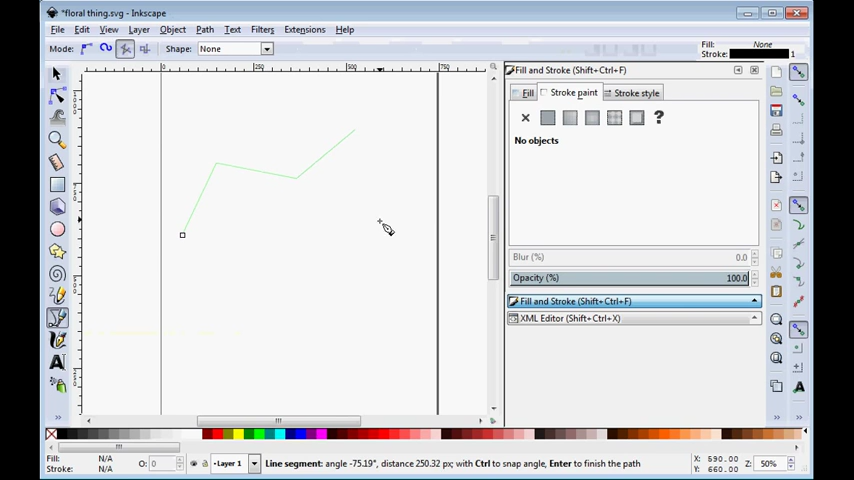 *floral thing.svg - Inkscape
File Edit View Layer Object Path Text Filters Extensions Help
Mode: Shape: None Fill: None
Stroke: 1
0 250 500 750
Fill and Stroke (Shift+Ctrl+F)
Fill Stroke paint Stroke style
?
No objects
Blur (%) 0.0
Opacity (%) 100.0
Fill and Stroke (Shift+Ctrl+F)
XML Editor (Shift+Ctrl+X)
Fill: N/A
Stroke: N/A
O: 0
Layer 1
Line segment: angle -75.19°, distance 250.32 px; with Ctrl to snap angle, Enter to finish the path
X: 590.00
Y: 660.00
Z: 50%